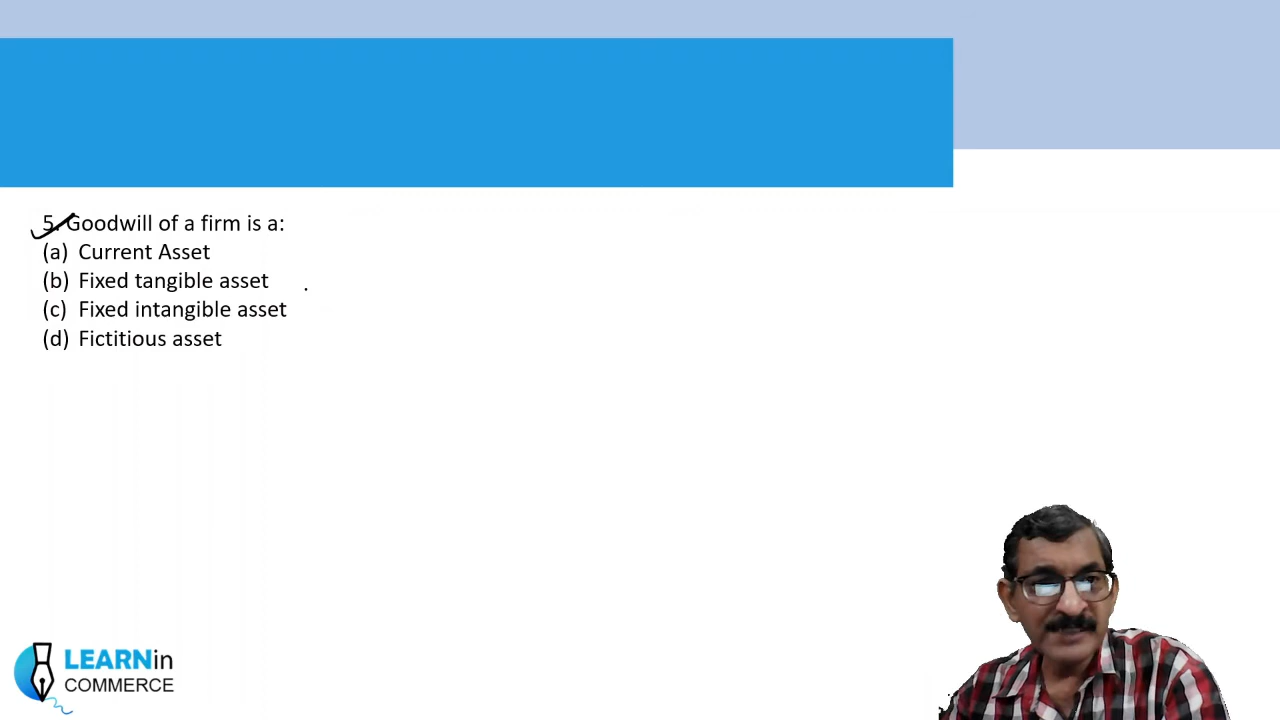 5. Goodwill of a firm is a:
(a) Current Asset
(b) Fixed tangible asset
(c) Fixed intangible asset
(d) Fictitious asset
LEARNin
COMMERCE